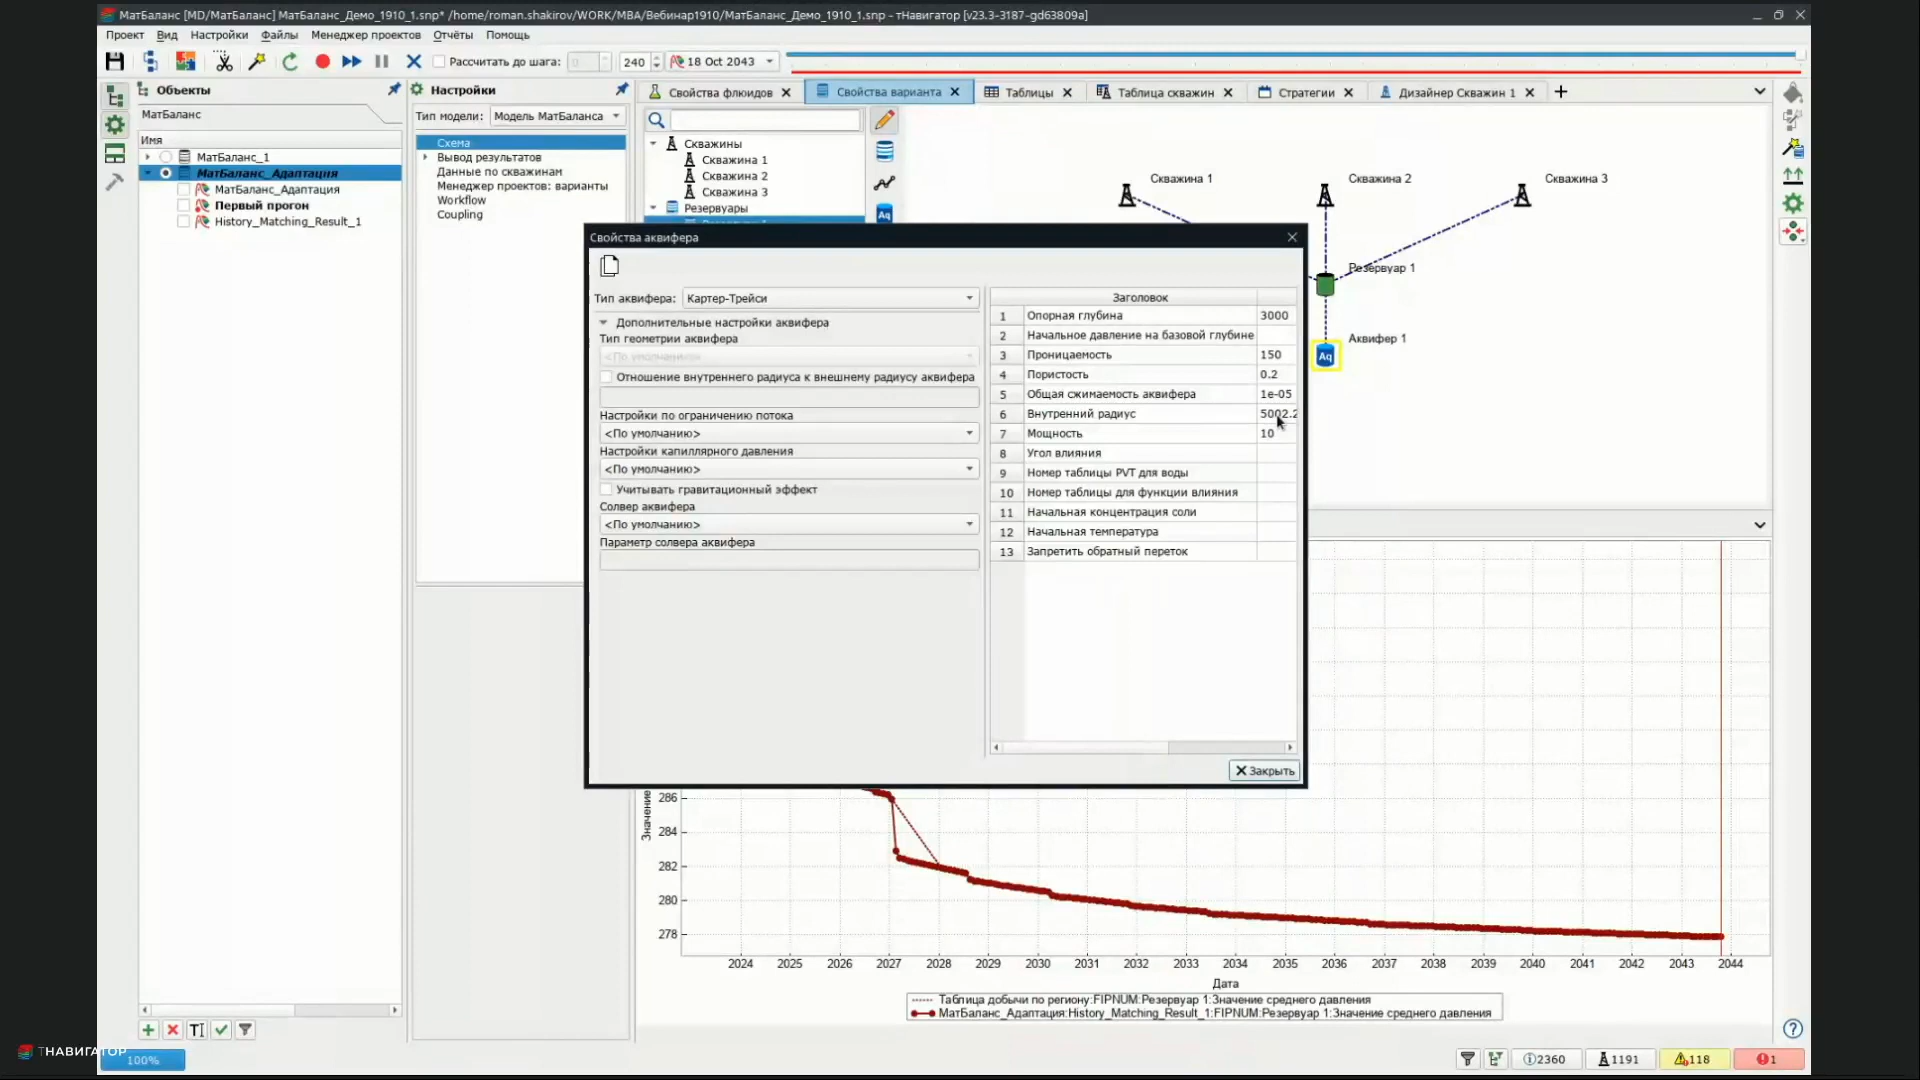 МатБаланс [MD/МатБаланс] МатБаланс_Демо_1910_1.snp* /home/roman.shakirov/WORK/MBA/Вебинар1910/МатБаланс_Демо_1910_1.snp - тНавигатор [v23.3-3187-gd63809a]
Проект Вид Настройки Файлы Менеджер проектов Отчёты Помощь
Рассчитать до шага: 0 240 18 Oct 2043
Объекты
МатБаланс
Имя
МатБаланс_1
МатБаланс_Адаптация
МатБаланс_Адаптация
Первый прогон
History_Matching_Result_1
Настройки
Тип модели: Модель МатБаланса
Схема
Вывод результатов
Данные по скважинам
Менеджер проектов: варианты
Workflow
Coupling
Свойства флюидов Свойства варианта Таблицы Таблица скважин Стратегии Дизайнер Скважин 1
Скважины
Скважина 1
Скважина 2
Скважина 3
Резервуары
Aq
Скважина 1 Скважина 2 Скважина 3
Резервуар 1
Аквифер 1
Aq
Свойства аквифера
Тип аквифера: Картер-Трейси
Дополнительные настройки аквифера
Тип геометрии аквифера
<По умолчанию>
Отношение внутреннего радиуса к внешнему радиусу аквифера
Настройки по ограничению потока
<По умолчанию>
Настройки капиллярного давления
<По умолчанию>
Учитывать гравитационный эффект
Солвер аквифера
<По умолчанию>
Параметр солвера аквифера
Заголовок
1 Опорная глубина 3000
2 Начальное давление на базовой глубине
3 Проницаемость 150
4 Пористость 0.2
5 Общая сжимаемость аквифера 1e-05
6 Внутренний радиус 5002.2
7 Мощность 10
8 Угол влияния
9 Номер таблицы PVT для воды
10 Номер таблицы для функции влияния
11 Начальная концентрация соли
12 Начальная температура
13 Запретить обратный переток
Закрыть
Значение
286
284
282
280
278
2024 2025 2026 2027 2028 2029 2030 2031 2032 2033 2034 2035 2036 2037 2038 2039 2040 2041 2042 2043 2044
Дата
Таблица добычи по региону:FIPNUM:Резервуар 1:Значение среднего давления
МатБаланс_Адаптация:History_Matching_Result_1:FIPNUM:Резервуар 1:Значение среднего давления
ТНАВИГАТОР
100%
2360 1191 118 1